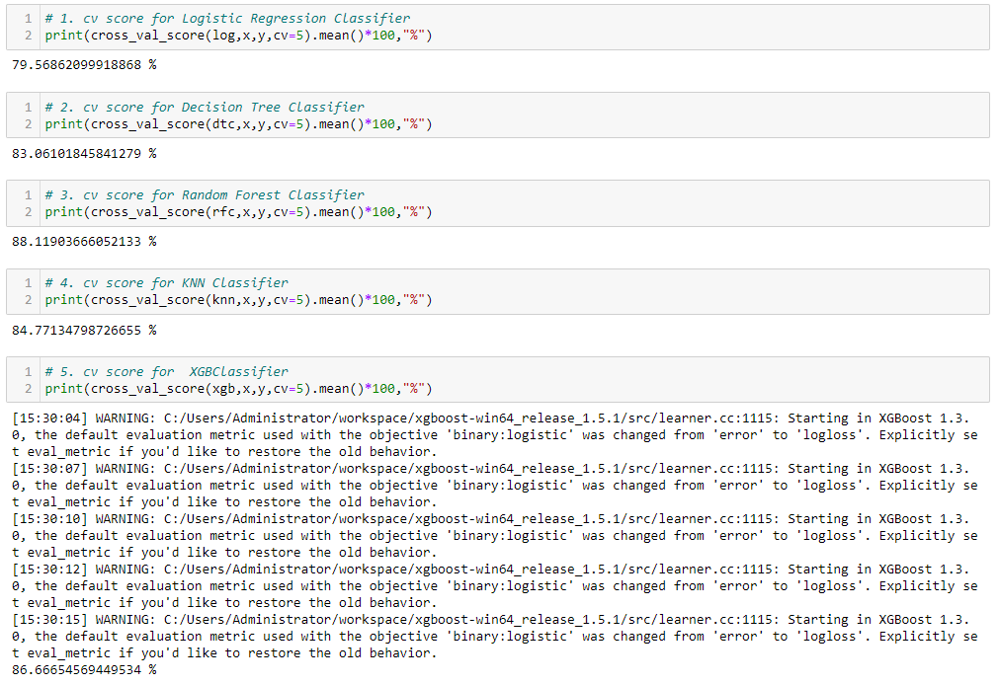 1 # 1. cv score for Logistic Regression Classifier
2 print(cross_val_score(log,x,y,cv=5).mean()*100,"%")
79.56862099918868 %
1 # 2. cv score for Decision Tree Classifier
2 print(cross_val_score(dtc,x,y,cv=5).mean()*100,"%")
83.06101845841279 %
1 # 3. cv score for Random Forest Classifier
2 print(cross_val_score(rfc,x,y,cv=5).mean()*100,"%")
88.11903666052133 %
1 # 4. cv score for KNN Classifier
2 print(cross_val_score(knn,x,y,cv=5).mean()*100,"%")
84.77134798726655 %
1 # 5. cv score for  XGBClassifier
2 print(cross_val_score(xgb,x,y,cv=5).mean()*100,"%")
[15:30:04] WARNING: C:/Users/Administrator/workspace/xgboost-win64_release_1.5.1/src/learner.cc:1115: Starting in XGBoost 1.3.
0, the default evaluation metric used with the objective 'binary:logistic' was changed from 'error' to 'logloss'. Explicitly se
t eval_metric if you'd like to restore the old behavior.
[15:30:07] WARNING: C:/Users/Administrator/workspace/xgboost-win64_release_1.5.1/src/learner.cc:1115: Starting in XGBoost 1.3.
0, the default evaluation metric used with the objective 'binary:logistic' was changed from 'error' to 'logloss'. Explicitly se
t eval_metric if you'd like to restore the old behavior.
[15:30:10] WARNING: C:/Users/Administrator/workspace/xgboost-win64_release_1.5.1/src/learner.cc:1115: Starting in XGBoost 1.3.
0, the default evaluation metric used with the objective 'binary:logistic' was changed from 'error' to 'logloss'. Explicitly se
t eval_metric if you'd like to restore the old behavior.
[15:30:12] WARNING: C:/Users/Administrator/workspace/xgboost-win64_release_1.5.1/src/learner.cc:1115: Starting in XGBoost 1.3.
0, the default evaluation metric used with the objective 'binary:logistic' was changed from 'error' to 'logloss'. Explicitly se
t eval_metric if you'd like to restore the old behavior.
[15:30:15] WARNING: C:/Users/Administrator/workspace/xgboost-win64_release_1.5.1/src/learner.cc:1115: Starting in XGBoost 1.3.
0, the default evaluation metric used with the objective 'binary:logistic' was changed from 'error' to 'logloss'. Explicitly se
t eval_metric if you'd like to restore the old behavior.
86.66654569449534 %